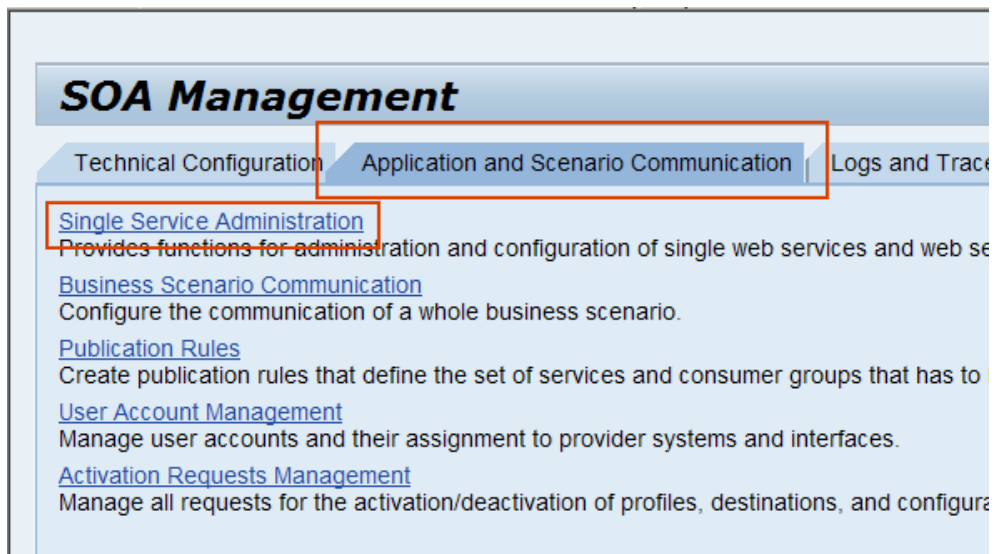 SOA Management
Technical Configuration Application and Scenario Communication Logs and Trace
Single Service Administration
Provides functions for administration and configuration of single web services and web se
Business Scenario Communication
Configure the communication of a whole business scenario.
Publication Rules
Create publication rules that define the set of services and consumer groups that has to
User Account Management
Manage user accounts and their assignment to provider systems and interfaces.
Activation Requests Management
Manage all requests for the activation/deactivation of profiles, destinations, and configura